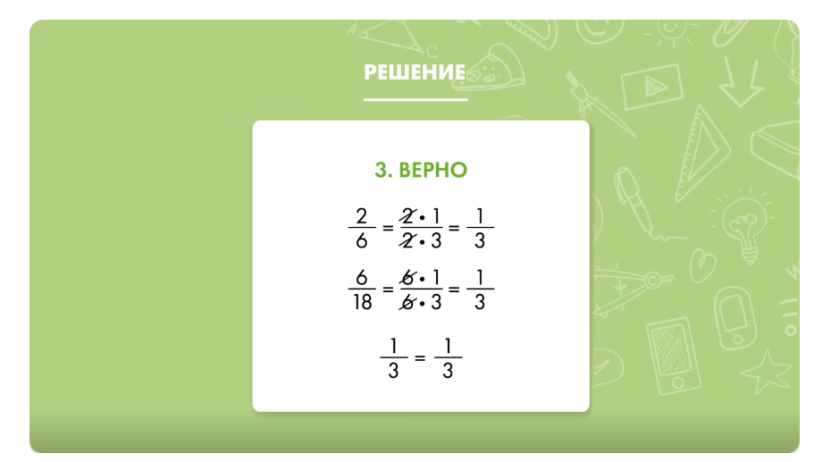 РЕШЕНИЕ
3. ВЕРНО
2/6 = 2 • 1/2 • 3 = 1/3
6/18 = 6 • 1/6 • 3 = 1/3
1/3 = 1/3
A
C